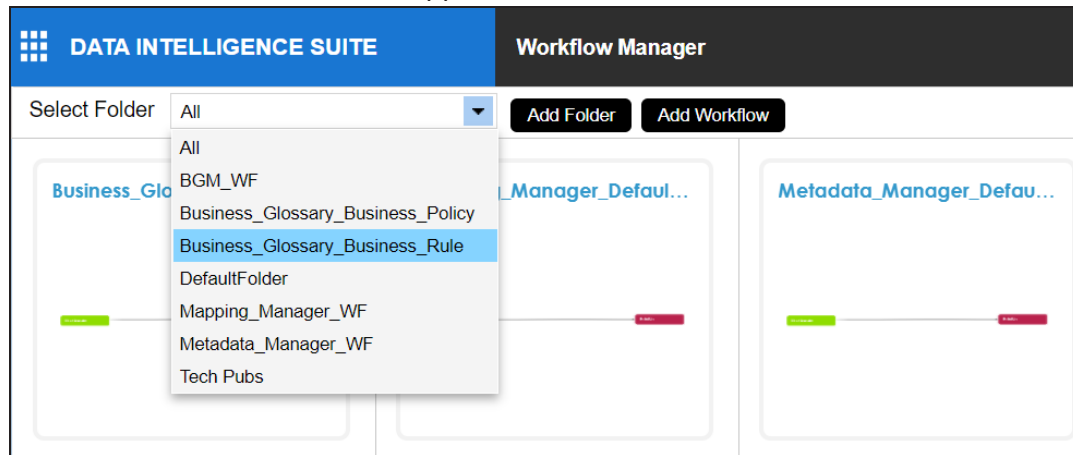 DATA INTELLIGENCE SUITE
Workflow Manager
Select Folder
All
Add Folder
Add Workflow
All
BGM_WF
Business_Glossary_Business_Policy
Business_Glossary_Business_Rule
DefaultFolder
Mapping_Manager_WF
Metadata_Manager_WF
Tech Pubs
Business_Glo
_Manager_Defaul...
Metadata_Manager_Defau...